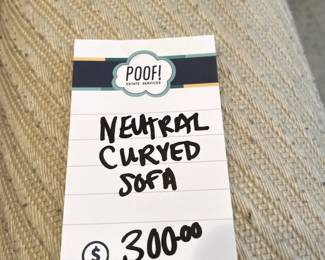 POOF!
ESTATE SERVICES
NEUTRAL
CURVED
SOFA
$ 300.00